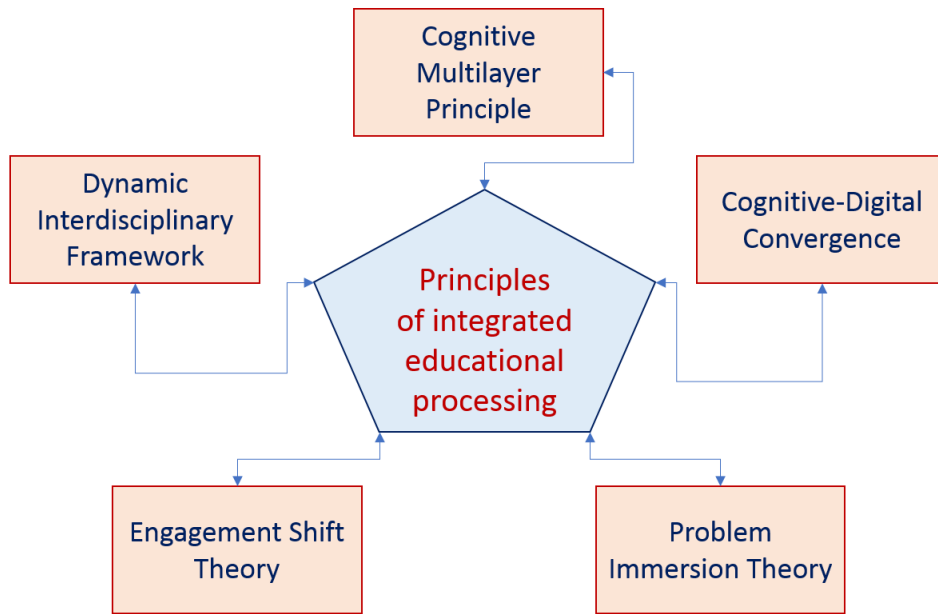 Cognitive
Multilayer
Principle
Dynamic
Interdisciplinary
Framework
Cognitive-Digital
Convergence
Principles
of integrated
educational
processing
Engagement Shift
Theory
Problem
Immersion Theory